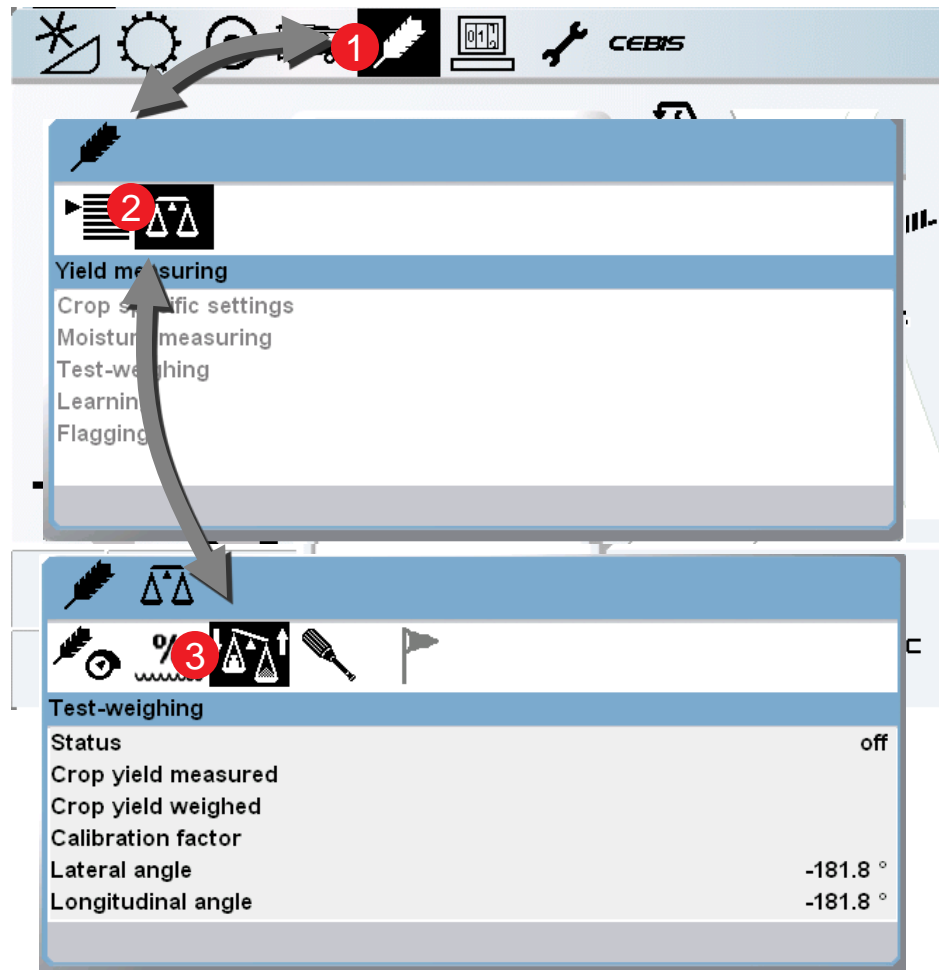 1
CEBIS
2
Yield measuring
Crop specific settings
Moisture measuring
Test-weighing
Learning
Flagging
%
3
Test-weighing
Status off
Crop yield measured
Crop yield weighed
Calibration factor
Lateral angle -181.8 °
Longitudinal angle -181.8 °